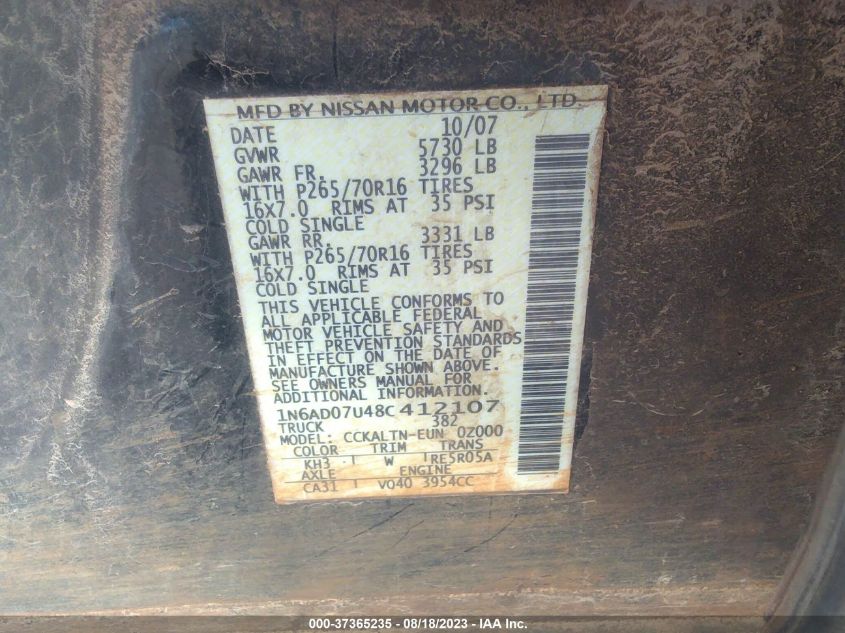 MFD BY NISSAN MOTOR CO., LTD.
DATE 10/07
GVWR 5730 LB
GAWR FR. 3296 LB
WITH P265/70R16 TIRES
16X7.0 RIMS AT 35 PSI
COLD SINGLE
GAWR RR. 3331 LB
WITH P265/70R16 TIRES
16X7.0 RIMS AT 35 PSI
COLD SINGLE
THIS VEHICLE CONFORMS TO
ALL APPLICABLE FEDERAL
MOTOR VEHICLE SAFETY AND
THEFT PREVENTION STANDARDS
IN EFFECT ON THE DATE OF
MANUFACTURE SHOWN ABOVE.
SEE OWNERS MANUAL FOR
ADDITIONAL INFORMATION.
1N6AD07U48C412107
TRUCK 382
MODEL: CCKALTN-EUN 0Z000
COLOR TRIM TRANS
KH3 W RE5R05A
AXLE ENGINE
CA31 VQ40 3954CC
000-37365235 - 08/18/2023 - IAA Inc.